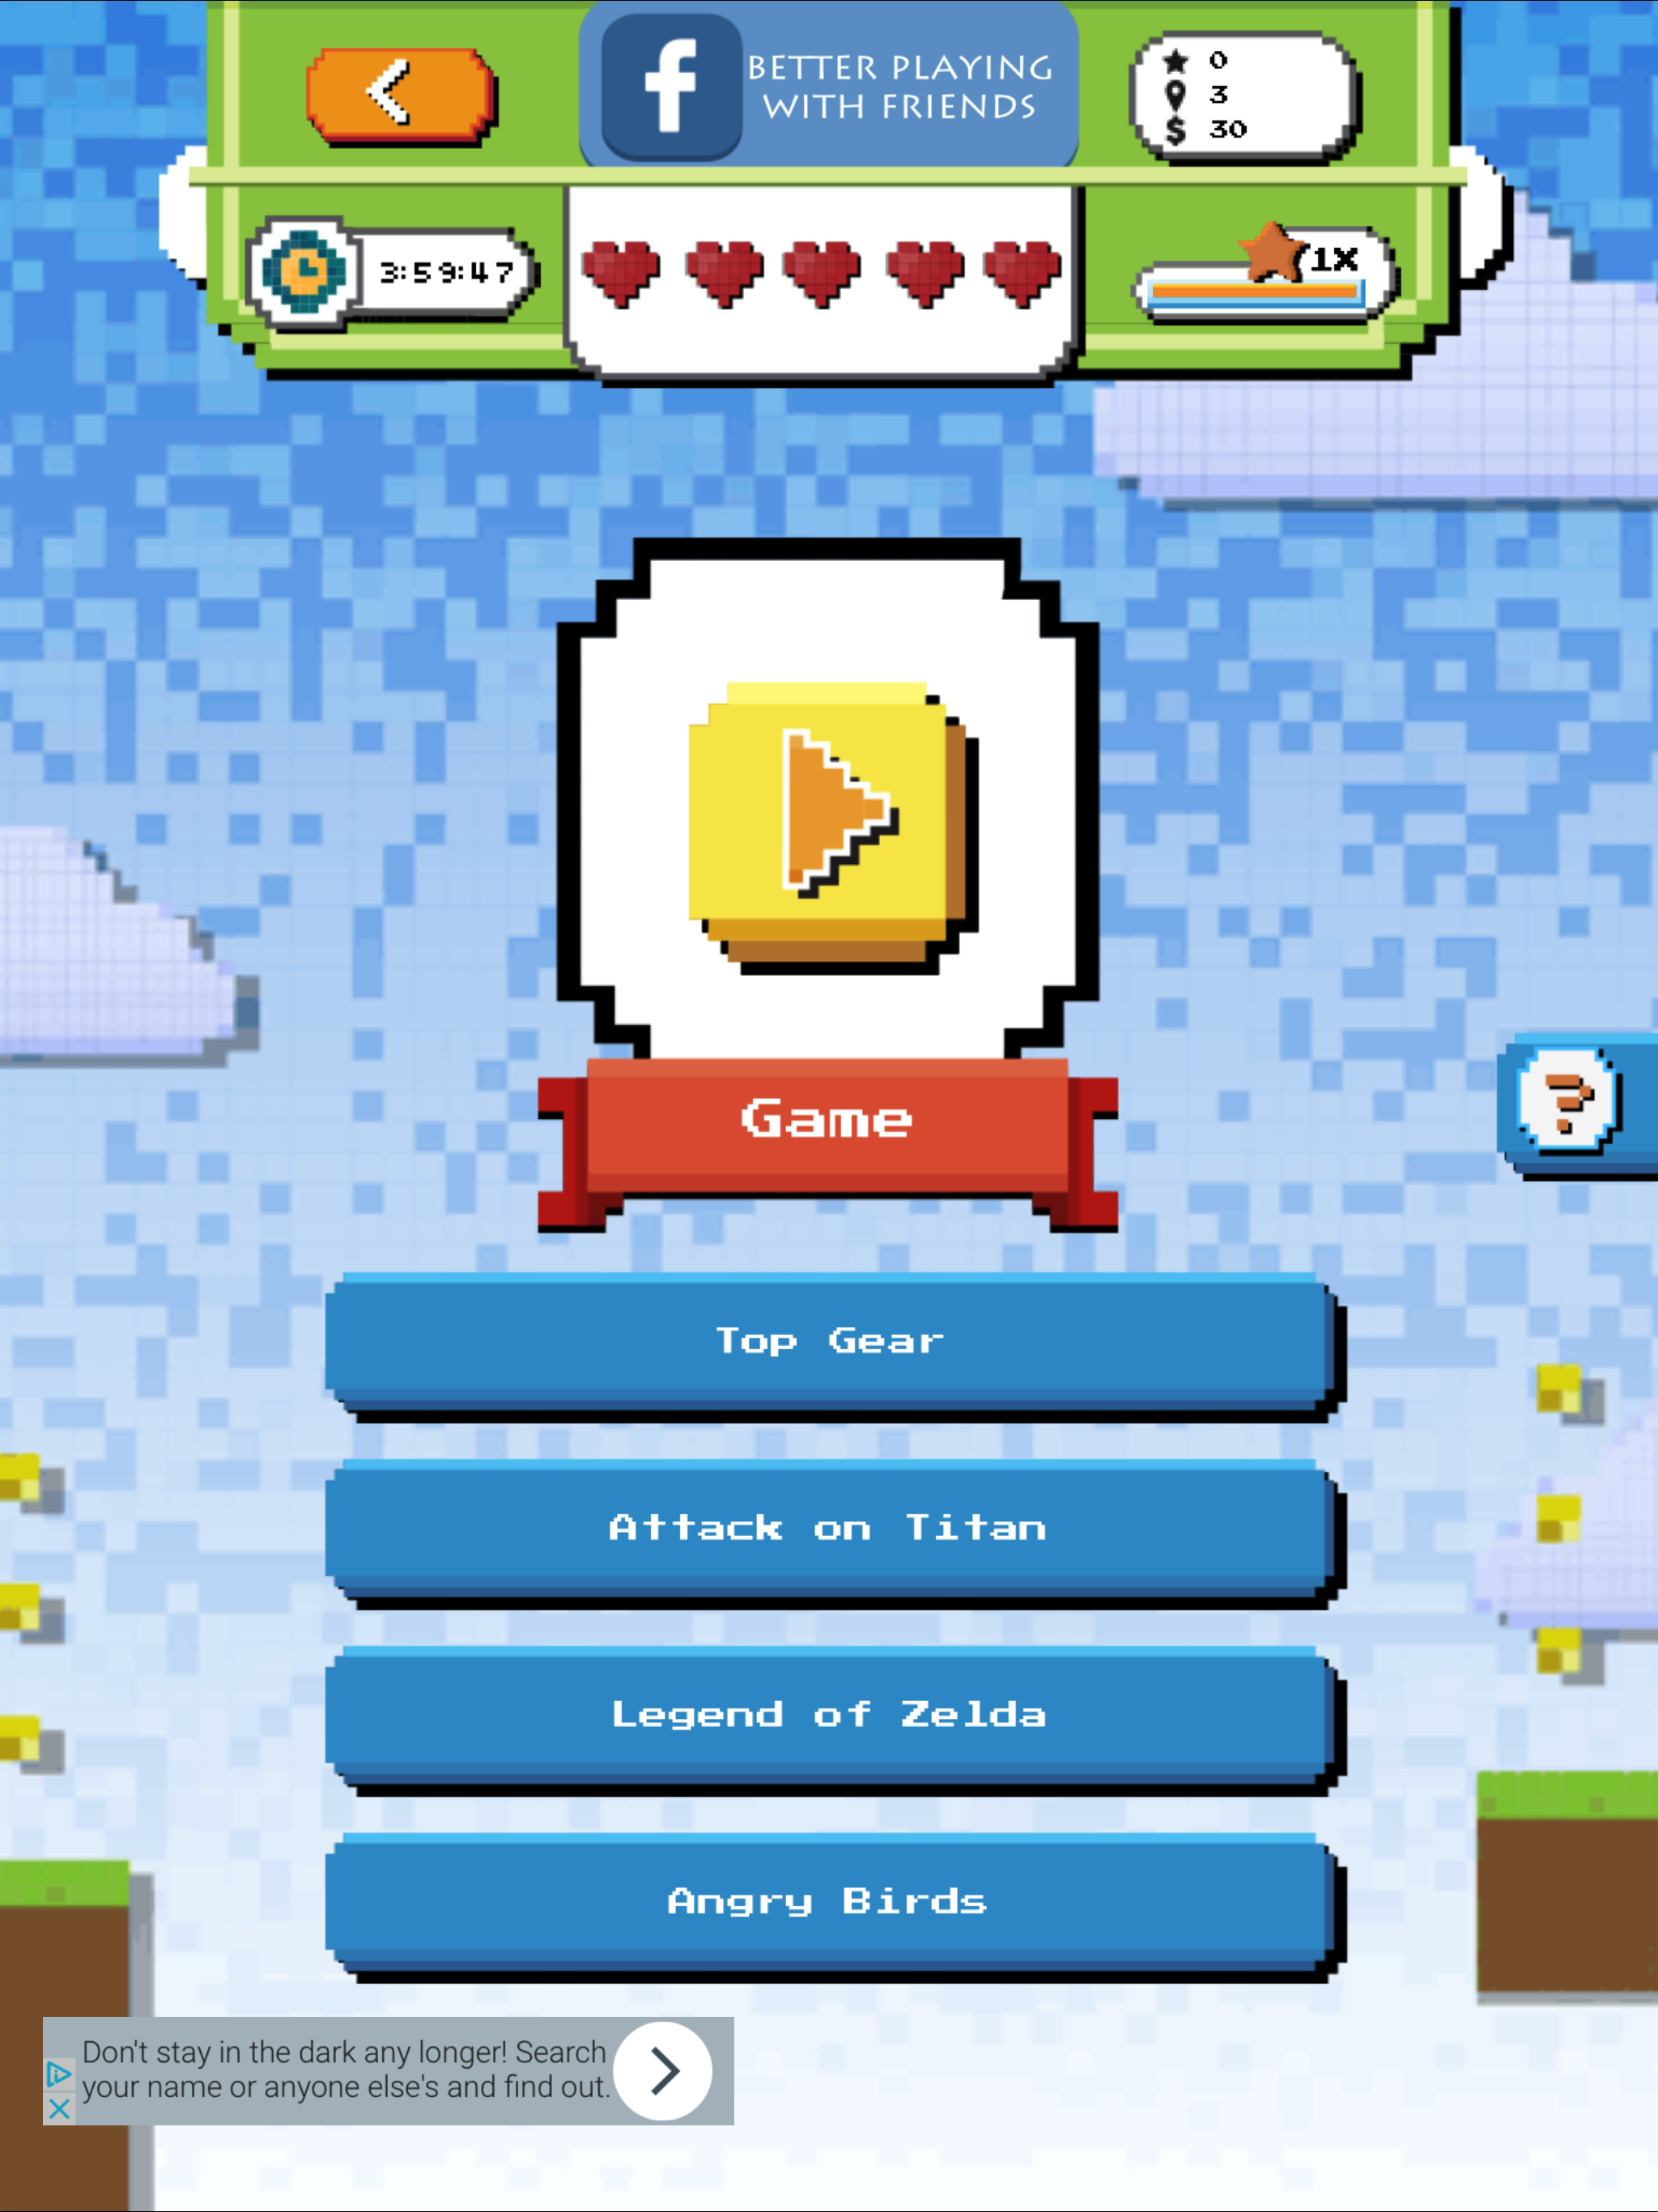 f
BETTER PLAYING
WITH FRIENDS
0
3
$ 30
3:59:47
1X
Game
?
Top Gear
Attack on Titan
Legend of Zelda
Angry Birds
Don't stay in the dark any longer! Search
your name or anyone else's and find out.